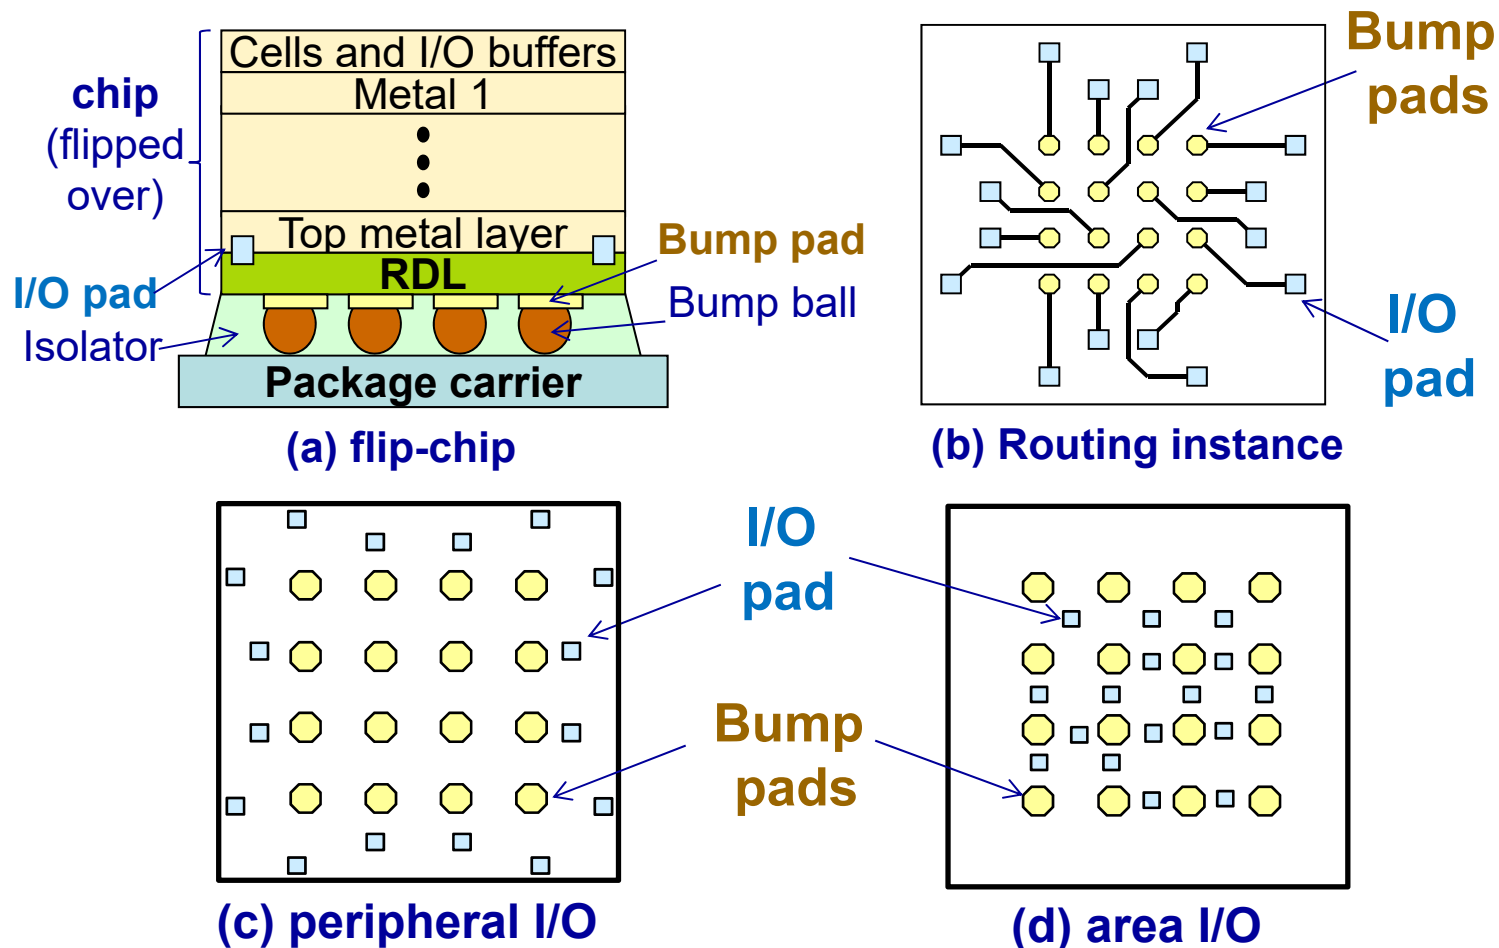 Cells and I/O buffers
Metal 1
chip
(flipped
over)
Top metal layer
RDL
I/O pad
Isolator
Bump pad
Bump ball
Package carrier
(a) flip-chip
Bump
pads
I/O
pad
(b) Routing instance
I/O
pad
Bump
pads
(c) peripheral I/O
(d) area I/O